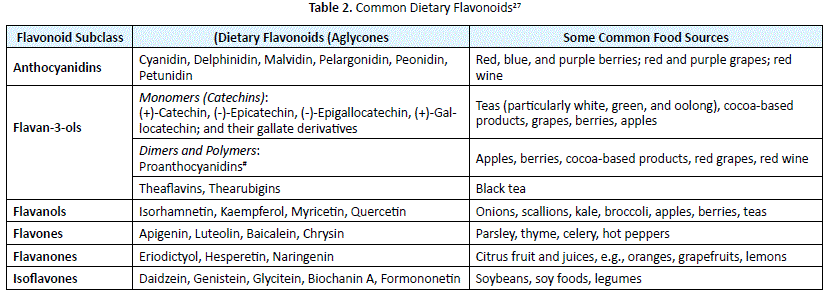 Table 2. Common Dietary Flavonoids²⁷
Flavonoid Subclass (Dietary Flavonoids (Aglycones Some Common Food Sources
Anthocyanidins
Cyanidin, Delphinidin, Malvidin, Pelargonidin, Peonidin,
Petunidin
Red, blue, and purple berries; red and purple grapes; red
wine
Flavan-3-ols
Monomers (Catechins):
(+)-Catechin, (-)-Epicatechin, (-)-Epigallocatechin, (+)-Gal-
locatechin; and their gallate derivatives
Teas (particularly white, green, and oolong), cocoa-based
products, grapes, berries, apples
Dimers and Polymers:
Proanthocyanidins#
Apples, berries, cocoa-based products, red grapes, red wine
Theaflavins, Thearubigins Black tea
Flavanols Isorhamnetin, Kaempferol, Myricetin, Quercetin Onions, scallions, kale, broccoli, apples, berries, teas
Flavones Apigenin, Luteolin, Baicalein, Chrysin Parsley, thyme, celery, hot peppers
Flavanones Eriodictyol, Hesperetin, Naringenin Citrus fruit and juices, e.g., oranges, grapefruits, lemons
Isoflavones Daidzein, Genistein, Glycitein, Biochanin A, Formononetin Soybeans, soy foods, legumes